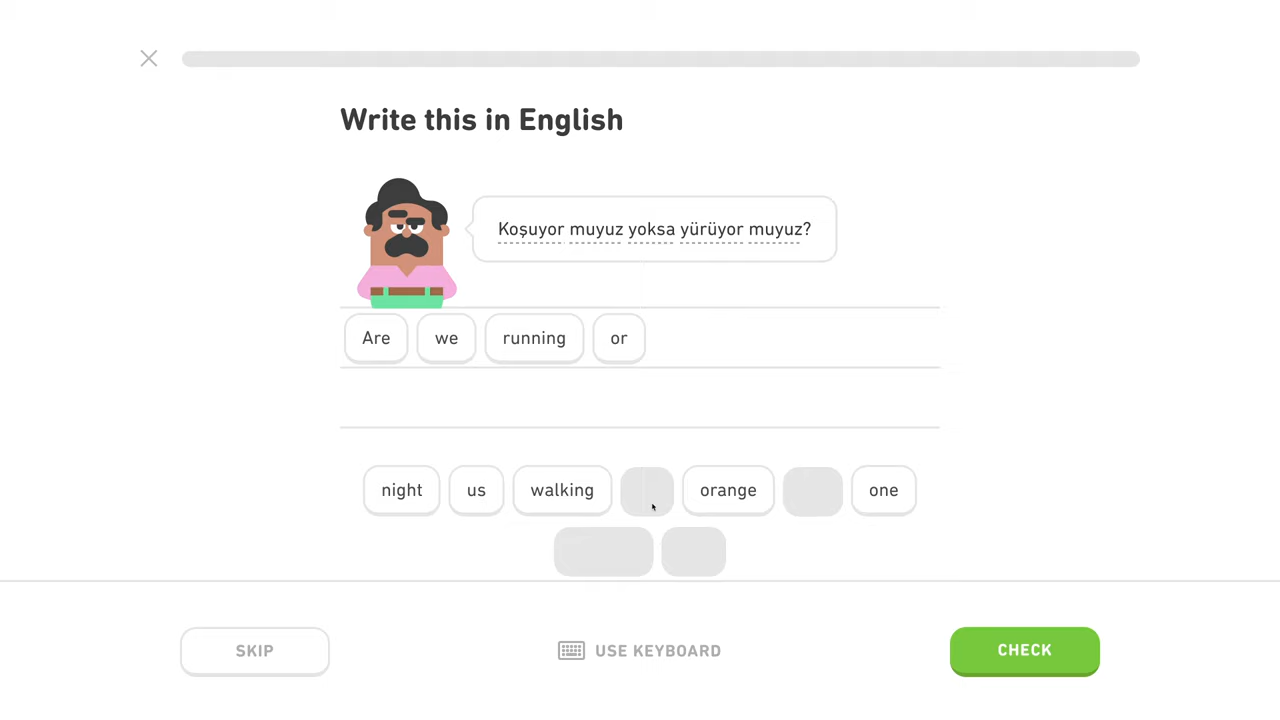 Write this in English
Koşuyor muyuz yoksa yürüyor muyuz?
Are we running or
night us walking orange one
SKIP USE KEYBOARD CHECK